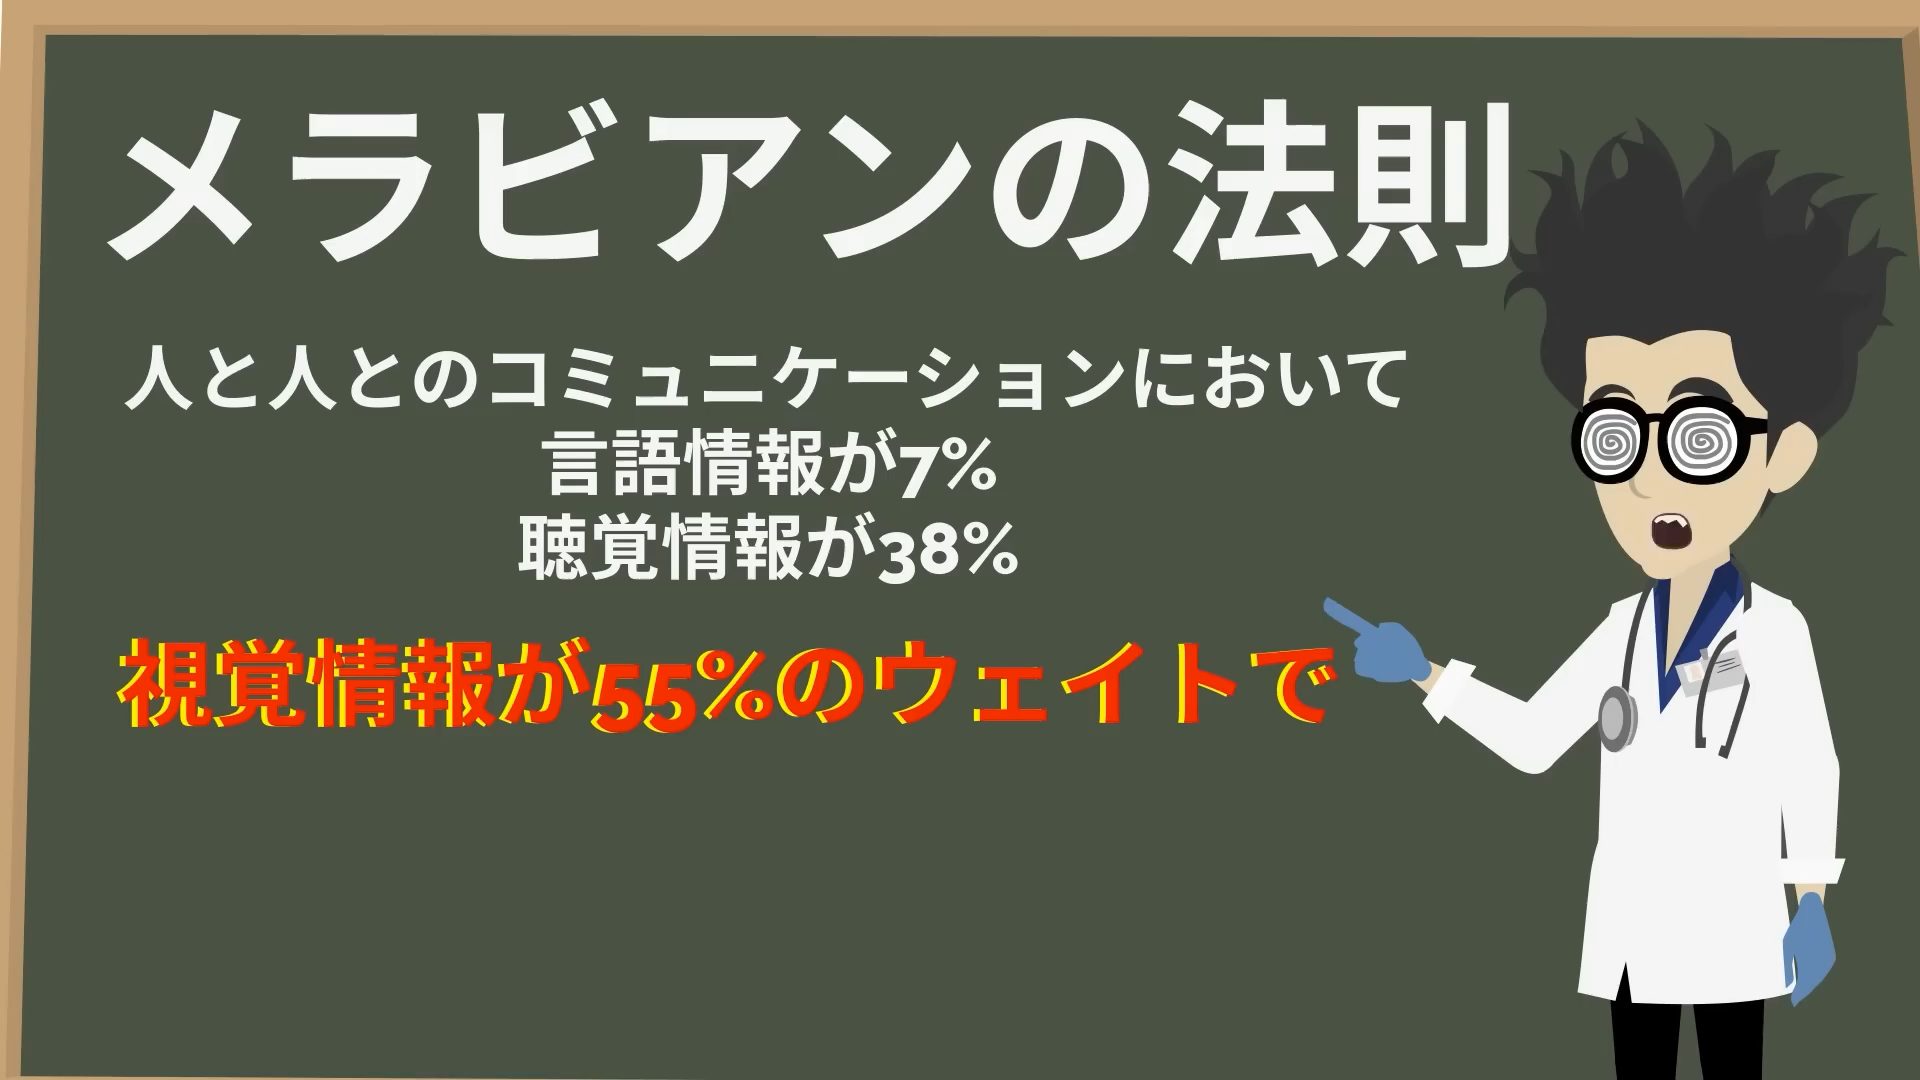 メラビアンの法則
人と人とのコミュニケーションにおいて
言語情報が7%
聴覚情報が38%
視覚情報が55%のウェイトで